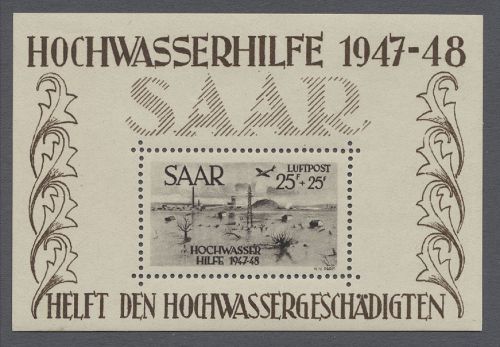 HOCHWASSERHILFE 1947-48
SAAR
LUFTPOST
SAAR 25F + 25F
HOCHWASSER
HILFE 1947-48
HELFT DEN HOCHWASSERGESCHÄDIGTEN